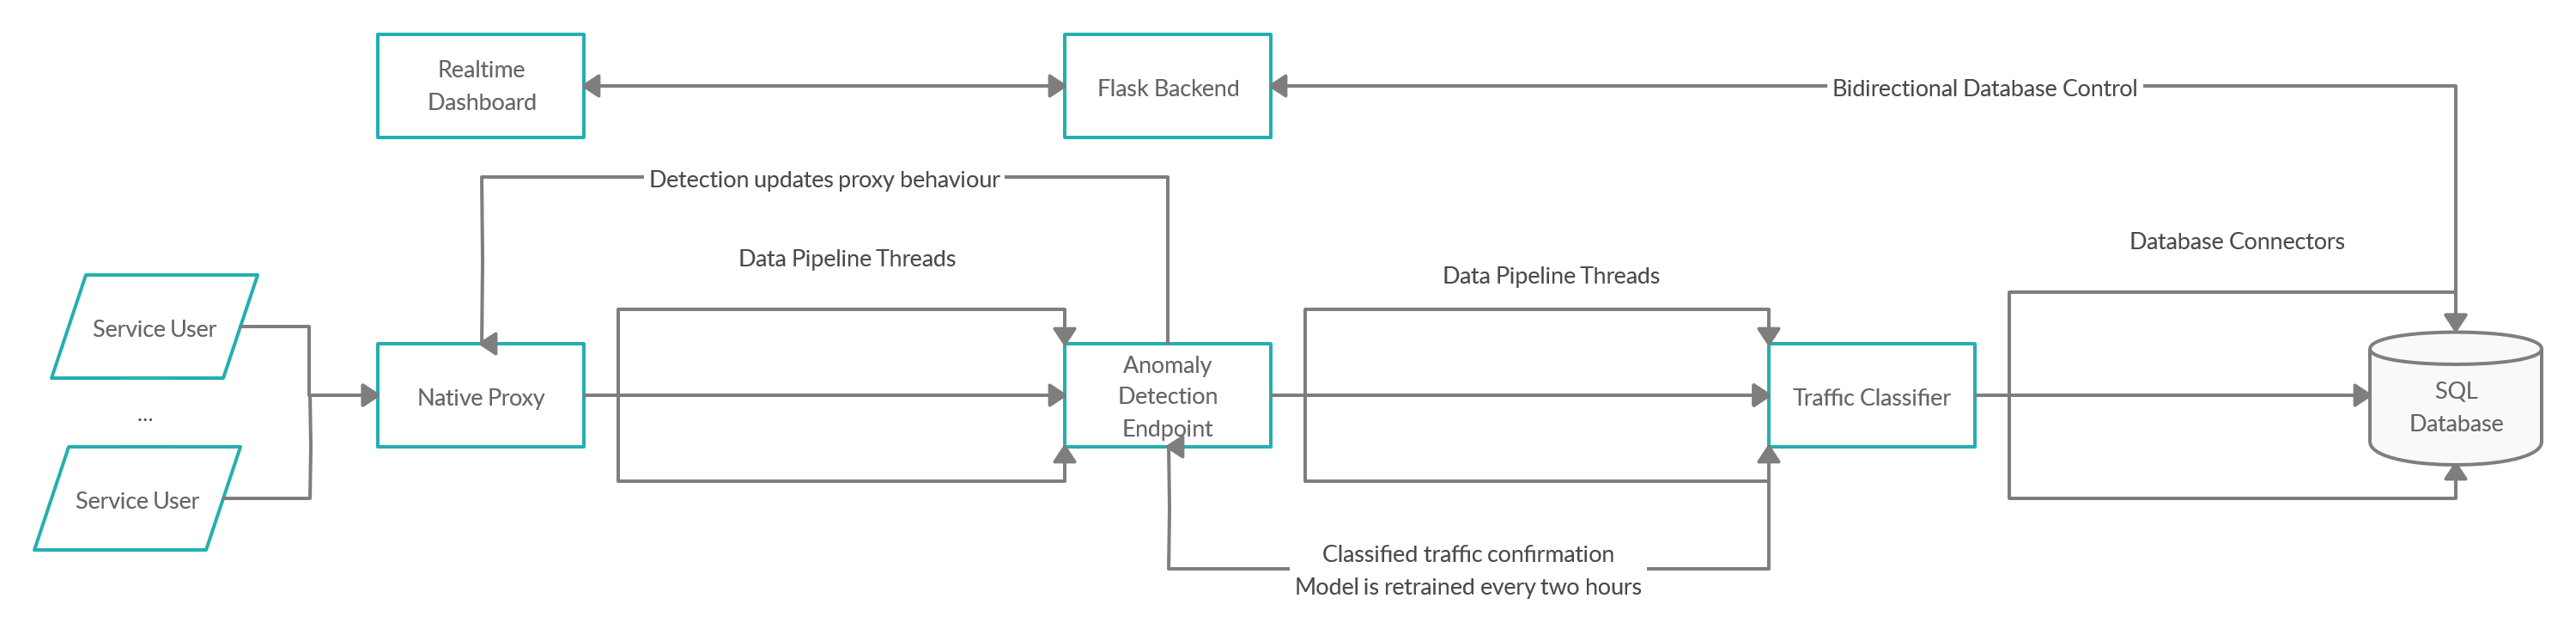 Realtime
Dashboard
Flask Backend
Bidirectional Database Control
Detection updates proxy behaviour
Data Pipeline Threads
Data Pipeline Threads
Database Connectors
Service User
...
Service User
Native Proxy
Anomaly
Detection
Endpoint
Traffic Classifier
SQL
Database
Classified traffic confirmation
Model is retrained every two hours